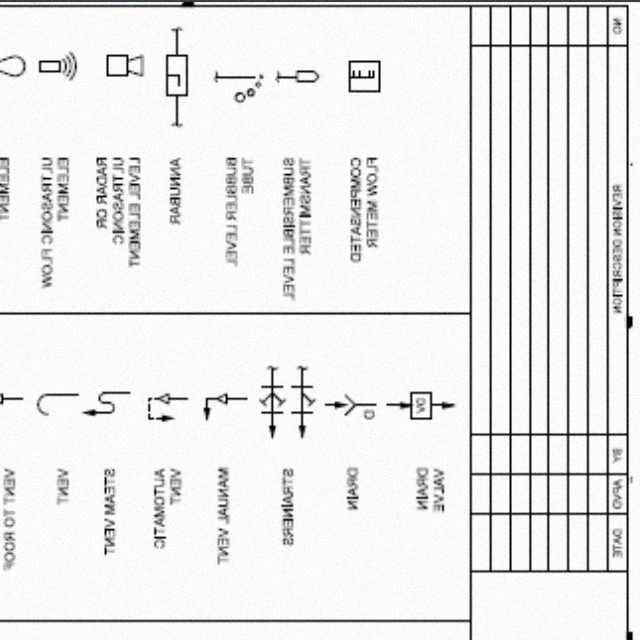 NO
REVISION DESCRIPTION
BY
APVD
DATE
COMPENSATED
FLOW METER
SUBMERSIBLE LEVEL
TRANSMITTER
BUBBLER LEVEL
TUBE
ANNUBAR
RADAR OR
ULTRASONIC
LEVEL ELEMENT
ULTRASONIC FLOW
ELEMENT
ELEMENT
DV
DRAIN
VALVE
D
DRAIN
STRAINERS
MANUAL VENT
AUTOMATIC
VENT
STEAM VENT
VENT
VENT TO ROOF